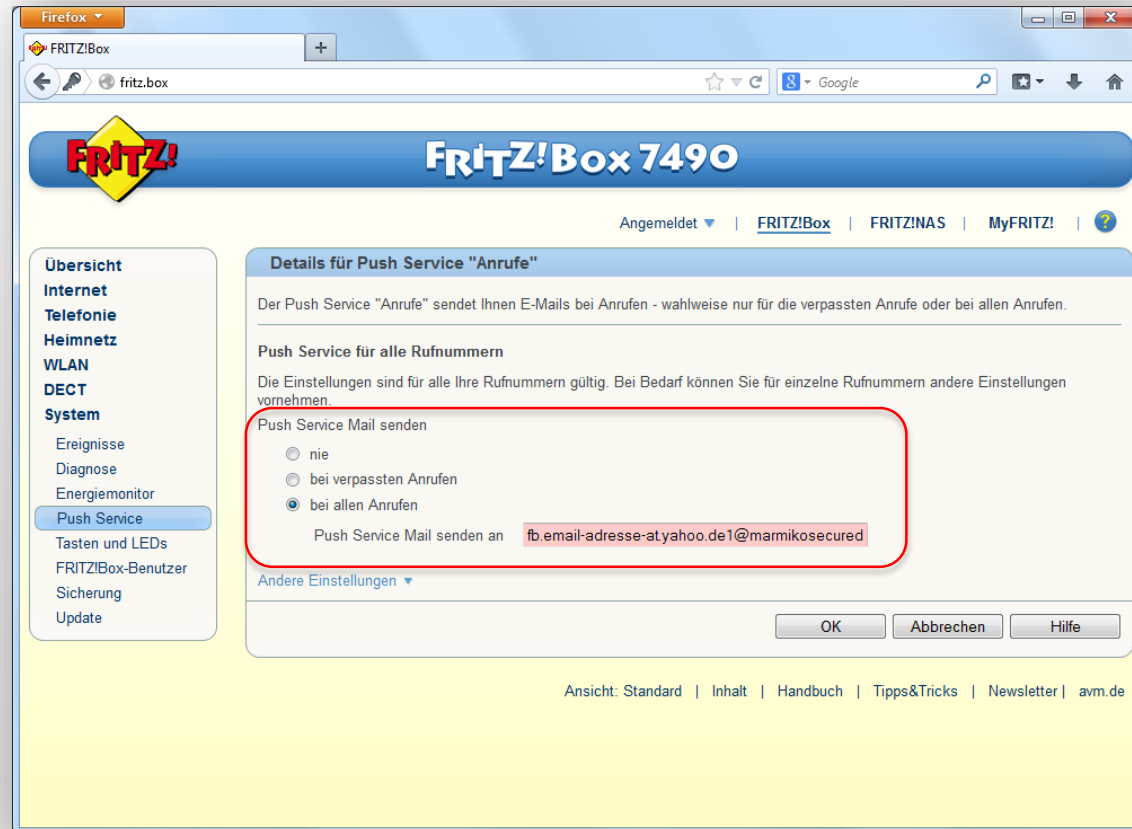 Firefox
FRITZ!Box
fritz.box
Google
FRITZ!
FRITZ!Box 7490
Angemeldet | FRITZ!Box | FRITZ!NAS | MyFRITZ! | ?
Übersicht
Internet
Telefonie
Heimnetz
WLAN
DECT
System
Ereignisse
Diagnose
Energiemonitor
Push Service
Tasten und LEDs
FRITZ!Box-Benutzer
Sicherung
Update
Details für Push Service "Anrufe"
Der Push Service "Anrufe" sendet Ihnen E-Mails bei Anrufen - wahlweise nur für die verpassten Anrufe oder bei allen Anrufen.
Push Service für alle Rufnummern
Die Einstellungen sind für alle Ihre Rufnummern gültig. Bei Bedarf können Sie für einzelne Rufnummern andere Einstellungen
vornehmen.
Push Service Mail senden
nie
bei verpassten Anrufen
bei allen Anrufen
Push Service Mail senden an fb.email-adresse-at.yahoo.de1@marmikosecured
Andere Einstellungen
OK Abbrechen Hilfe
Ansicht: Standard | Inhalt | Handbuch | Tipps&Tricks | Newsletter | avm.de